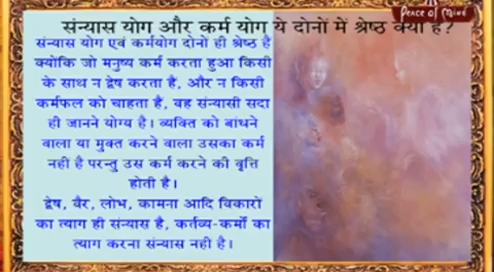 Peace of Mind
संन्यास योग और कर्म योग ये दोनों में श्रेष्ठ क्या है?
संन्यास योग एवं कर्मयोग दोनों ही श्रेष्ठ है
क्योकि जो मनुष्य कर्म करता हुआ किसी
के साथ न द्वेष करता है, और न किसी
कर्मफल को चाहता है, वह संन्यासी सदा
ही जानने योग्य है। व्यक्ति को बांधने
वाला या मुक्त करने वाला उसका कर्म
नही है परन्तु उस कर्म करने की वृत्ति
होती है।
द्वेष, वैर, लोभ, कामना आदि विकारों
का त्याग ही संन्यास है, कर्तव्य-कर्मों का
त्याग करना संन्यास नही है।